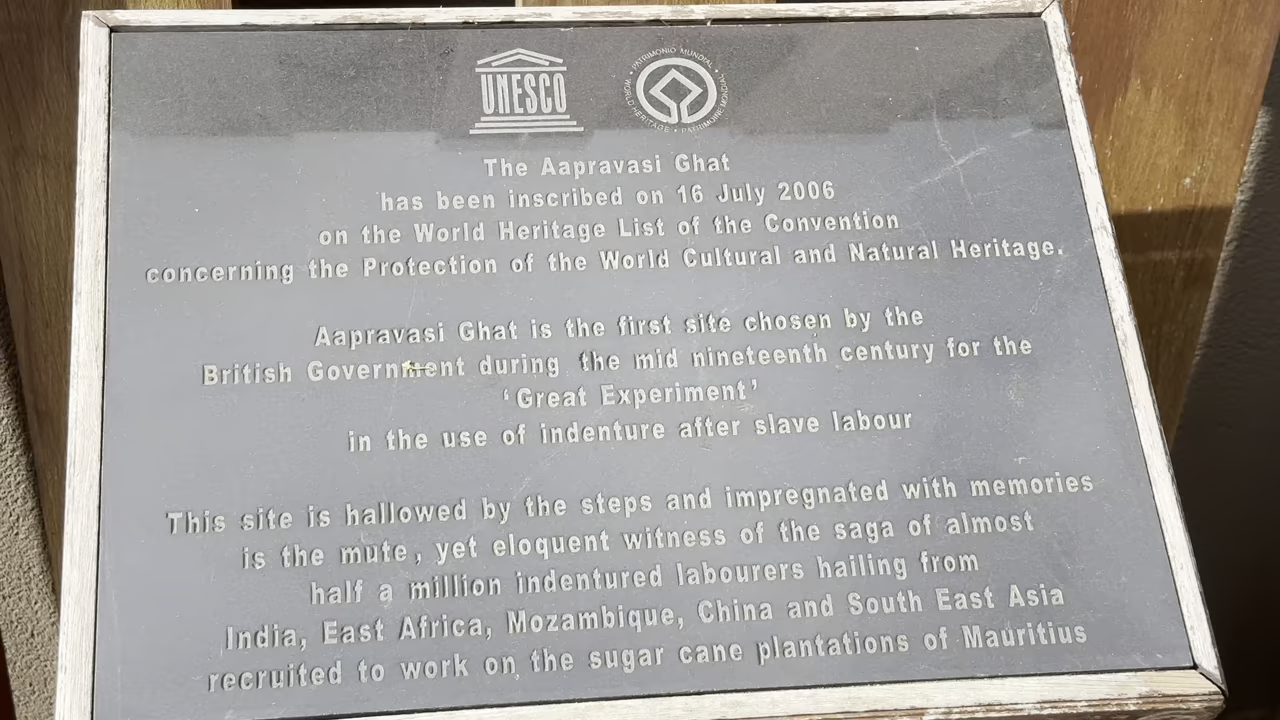 UNESCO
PATRIMONIO MUNDIAL • WORLD HERITAGE • PATRIMOINE MONDIAL •
The Aapravasi Ghat
has been inscribed on 16 July 2006
on the World Heritage List of the Convention
concerning the Protection of the World Cultural and Natural Heritage.
Aapravasi Ghat is the first site chosen by the
British Government during the mid nineteenth century for the
‘Great Experiment’
in the use of indenture after slave labour
This site is hallowed by the steps and impregnated with memories
is the mute, yet eloquent witness of the saga of almost
half a million indentured labourers hailing from
India, East Africa, Mozambique, China and South East Asia
recruited to work on the sugar cane plantations of Mauritius